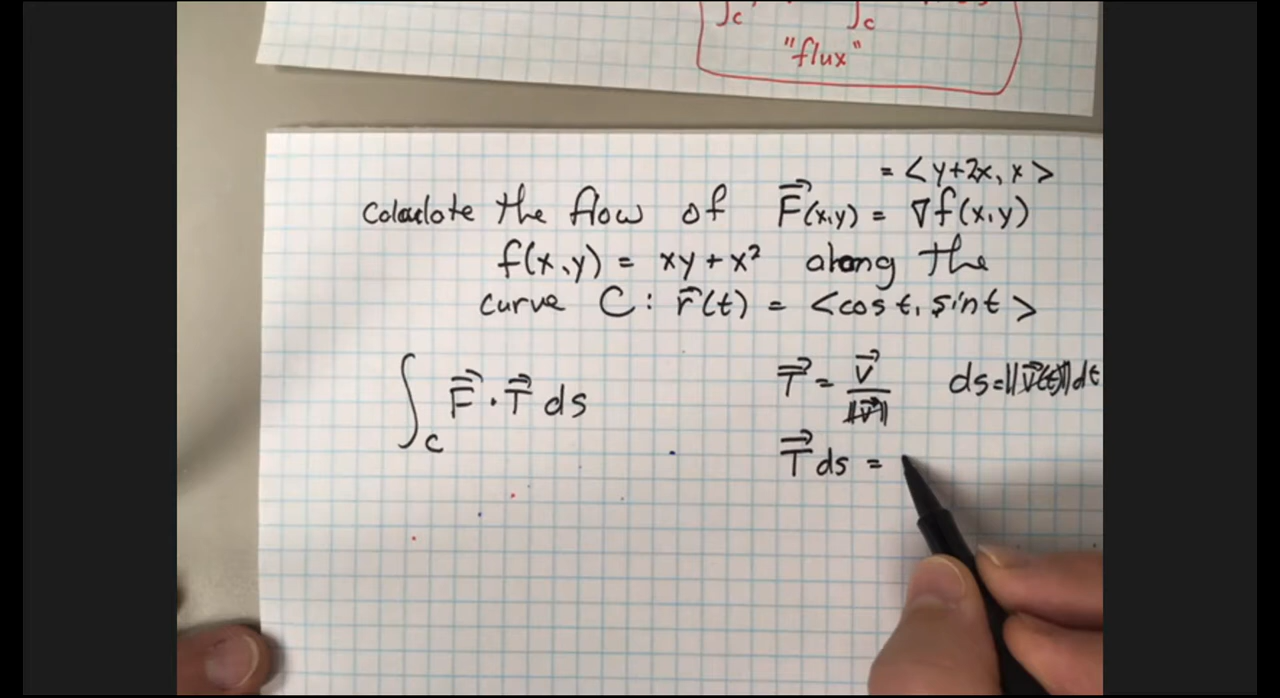 ∫c ∫c
"flux"
= <y+2x, x>
Calculate the flow of F⃗(x,y) = ∇f(x,y)
f(x,y) = xy + x² along the
curve C: r⃗(t) = <cos t, sin t>
∫c F⃗ · T⃗ ds
T⃗ = v⃗ / ||v⃗|| ds = ||v⃗(t)|| dt
T⃗ ds =